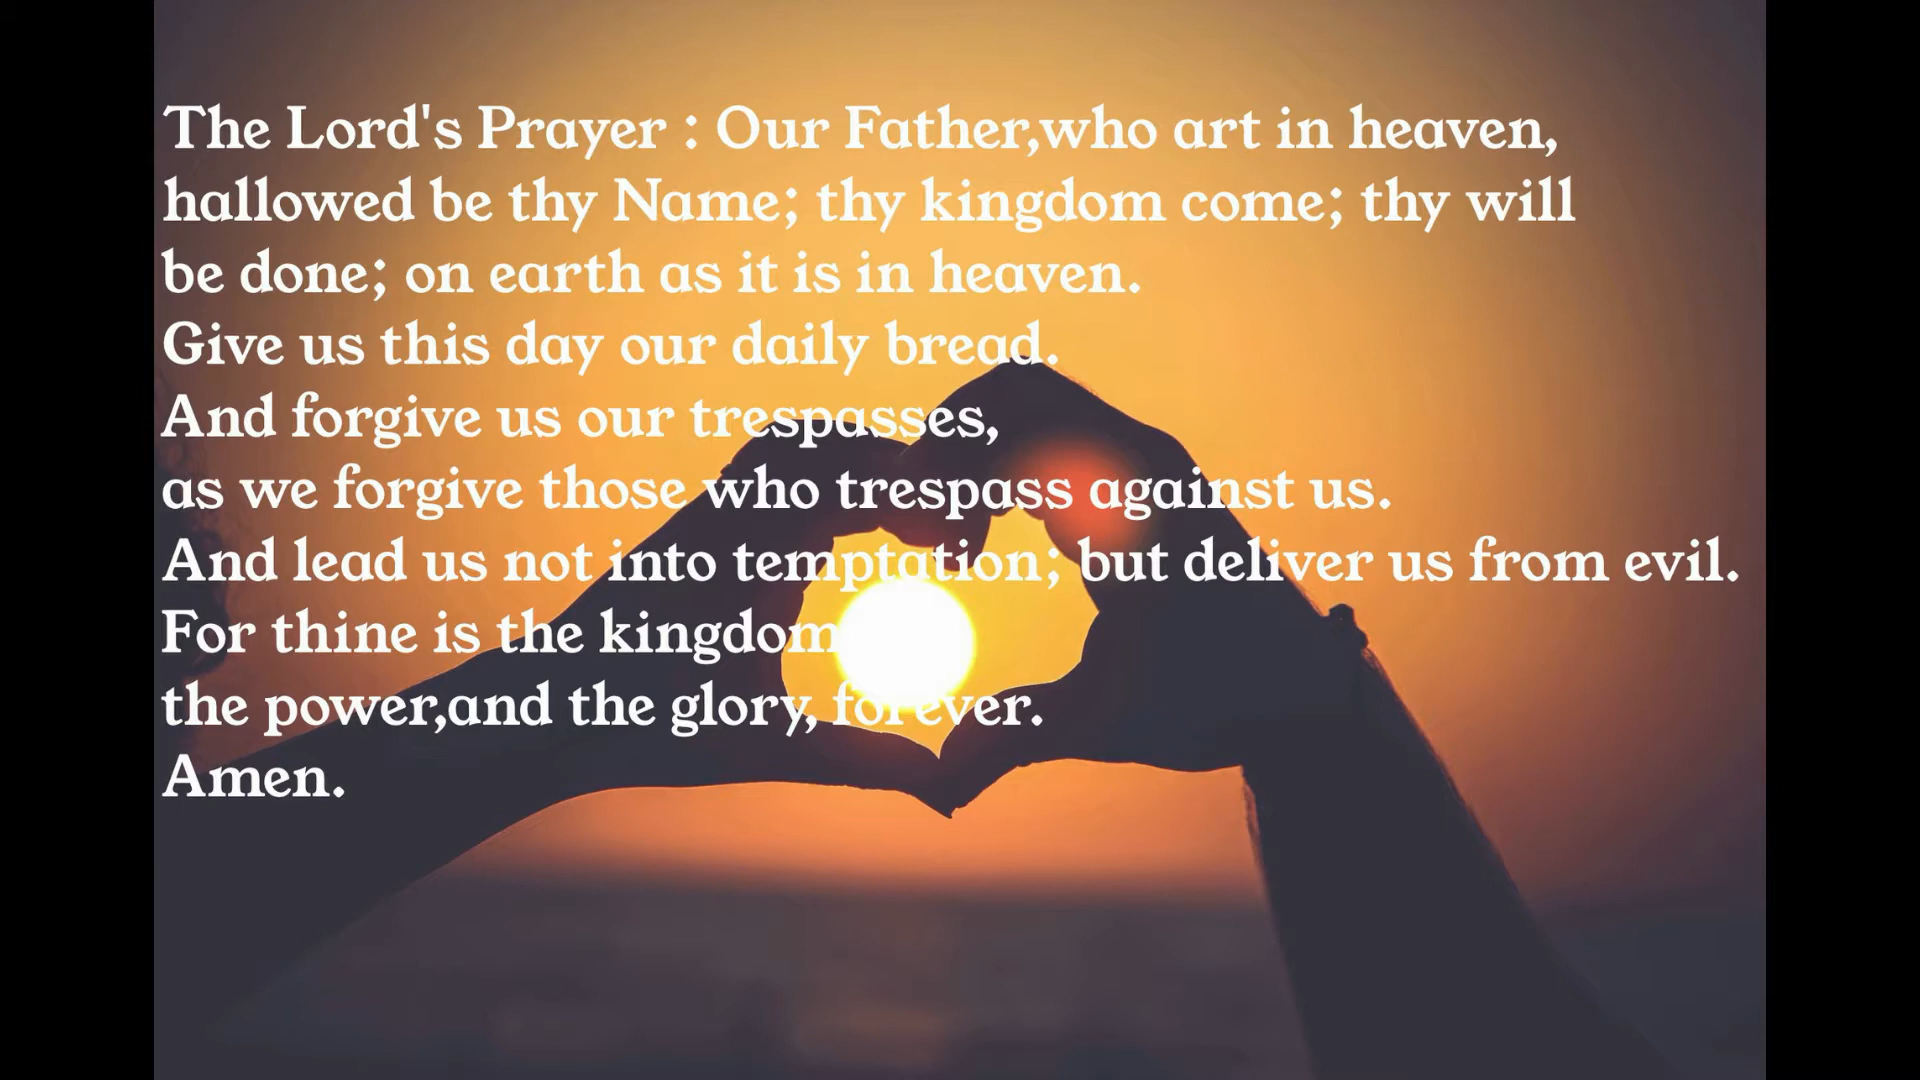 The Lord's Prayer : Our Father,who art in heaven,
hallowed be thy Name; thy kingdom come; thy will
be done; on earth as it is in heaven.
Give us this day our daily bread.
And forgive us our trespasses,
as we forgive those who trespass against us.
And lead us not into temptation; but deliver us from evil.
For thine is the kingdom
the power,and the glory, forever.
Amen.